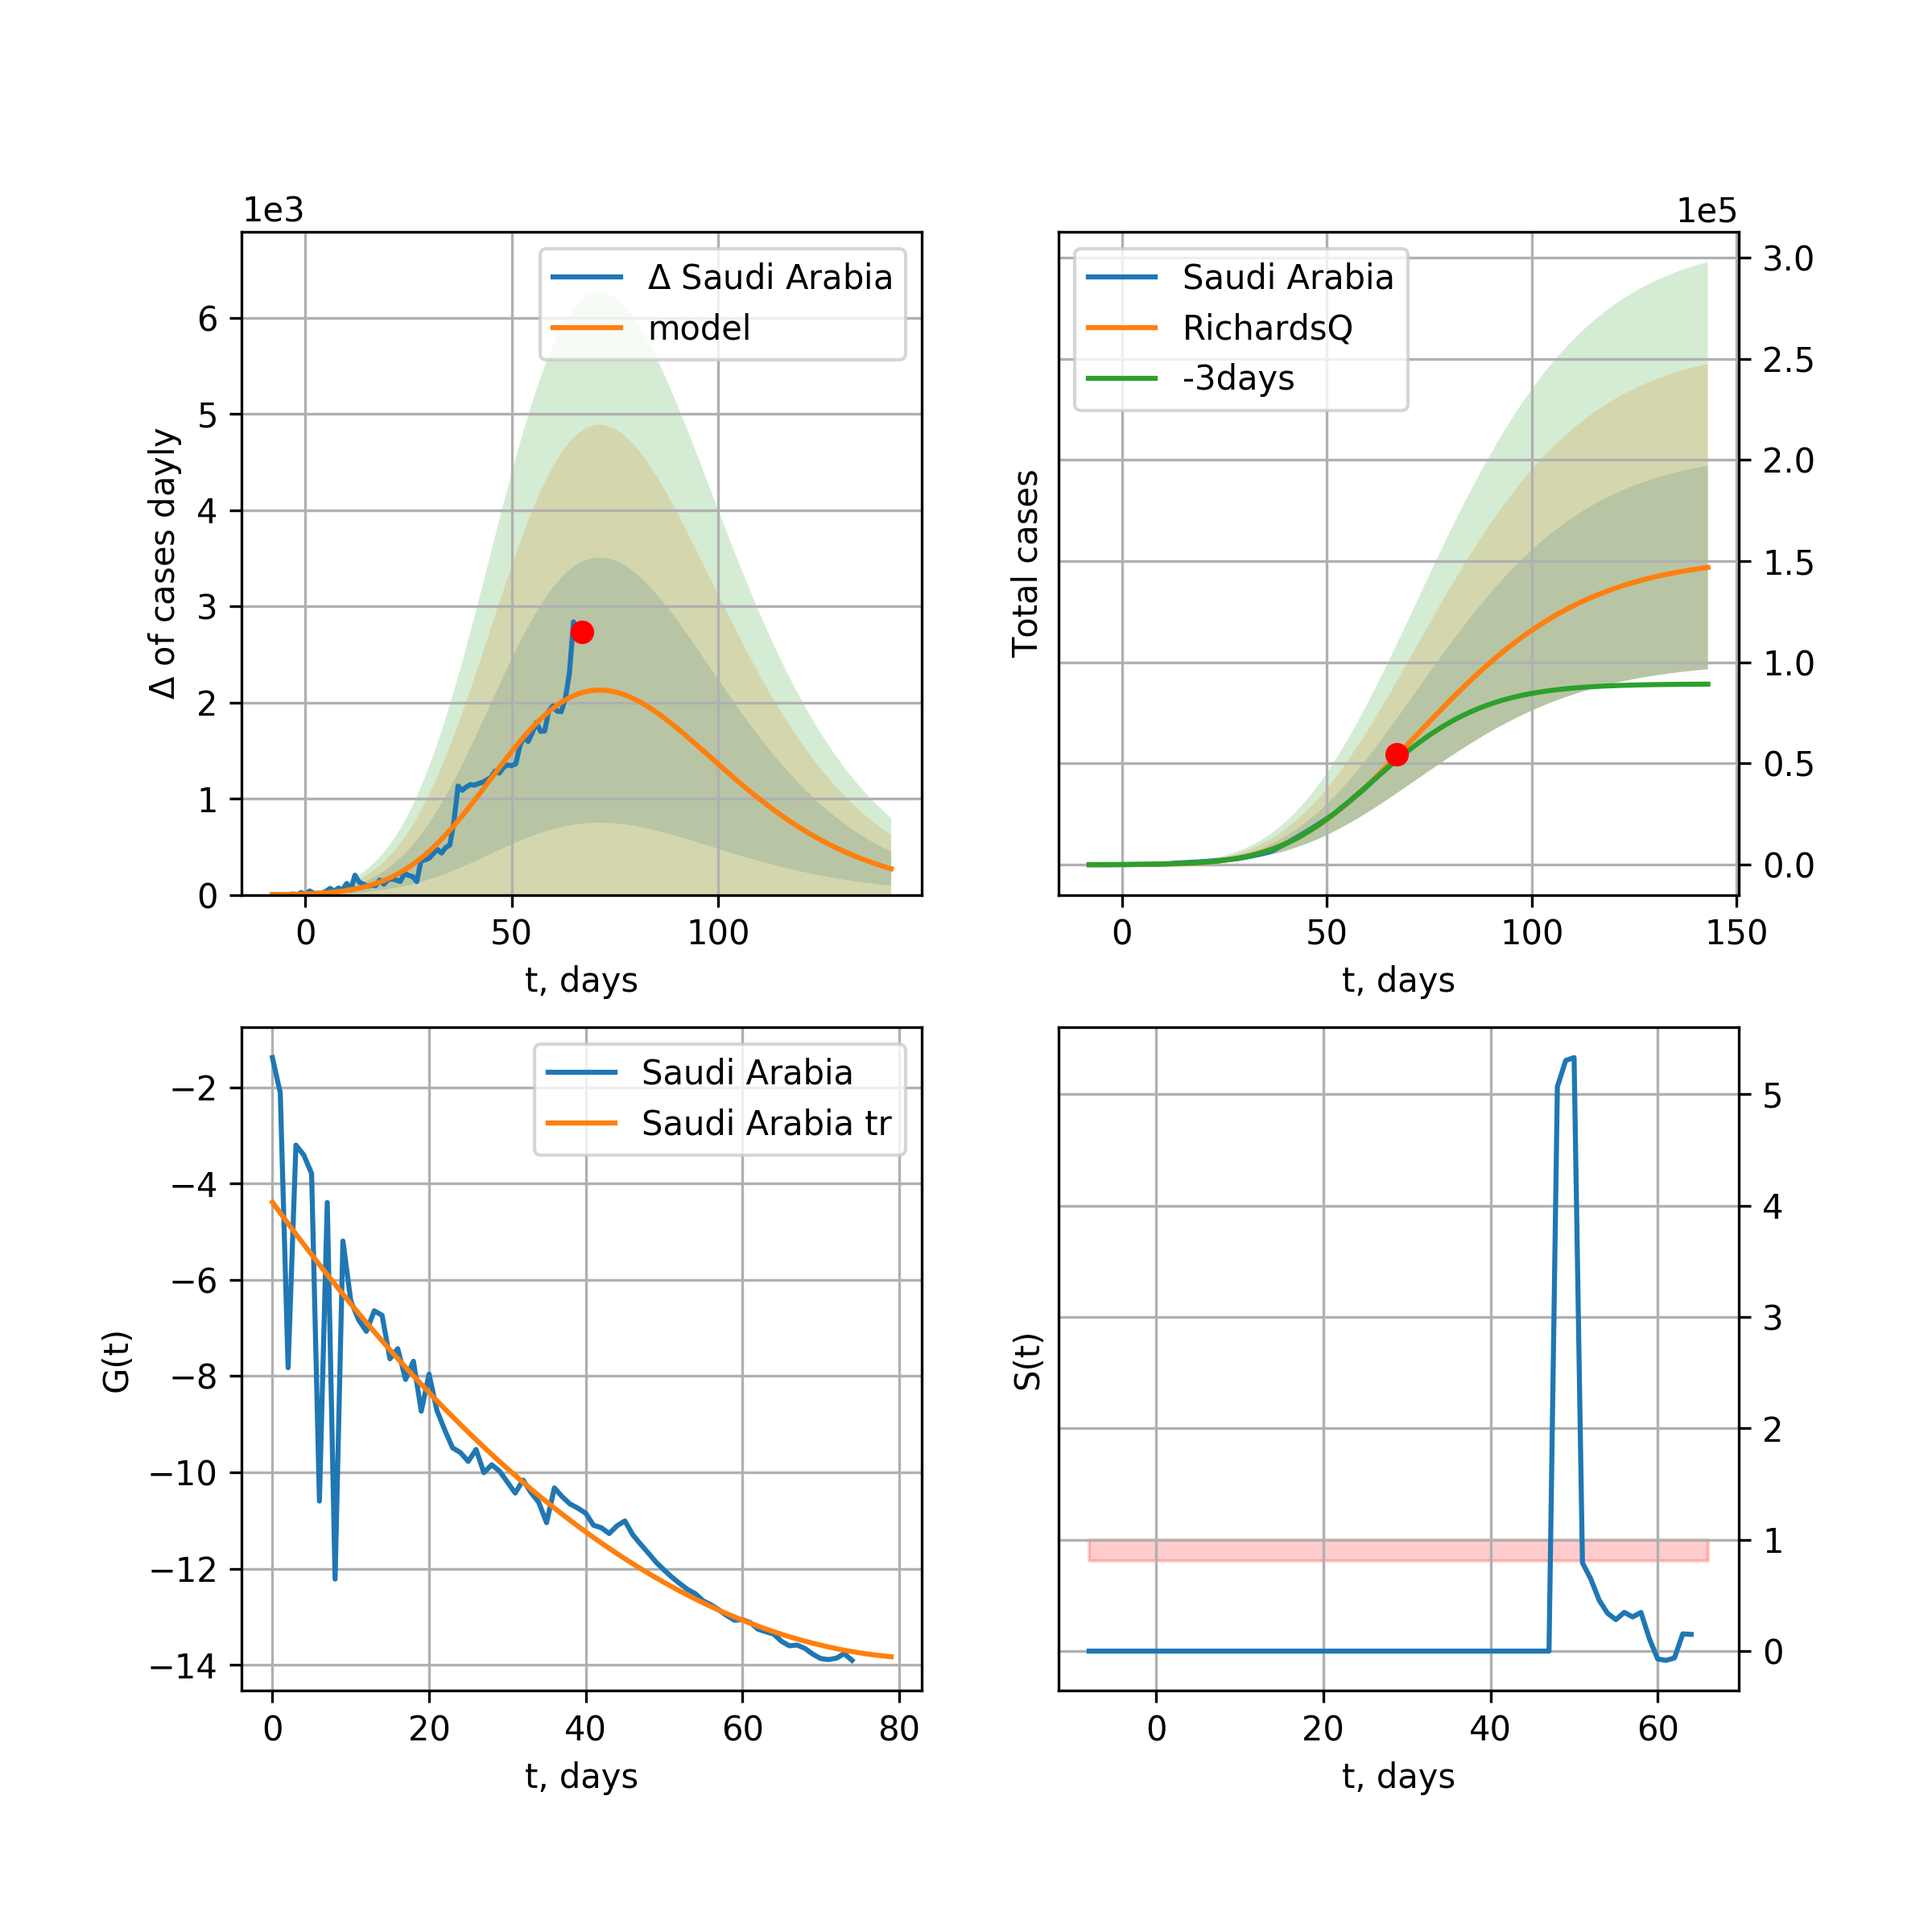 1e3
Δ of cases dayly
6
5
4
3
2
1
0
Δ Saudi Arabia
model
0 50 100
t, days
1e5
Total cases
Saudi Arabia
RichardsQ
-3days
3.0
2.5
2.0
1.5
1.0
0.5
0.0
0 50 100 150
t, days
G(t)
−2
−4
−6
−8
−10
−12
−14
Saudi Arabia
Saudi Arabia tr
0 20 40 60 80
t, days
S(t)
5
4
3
2
1
0
0 20 40 60
t, days